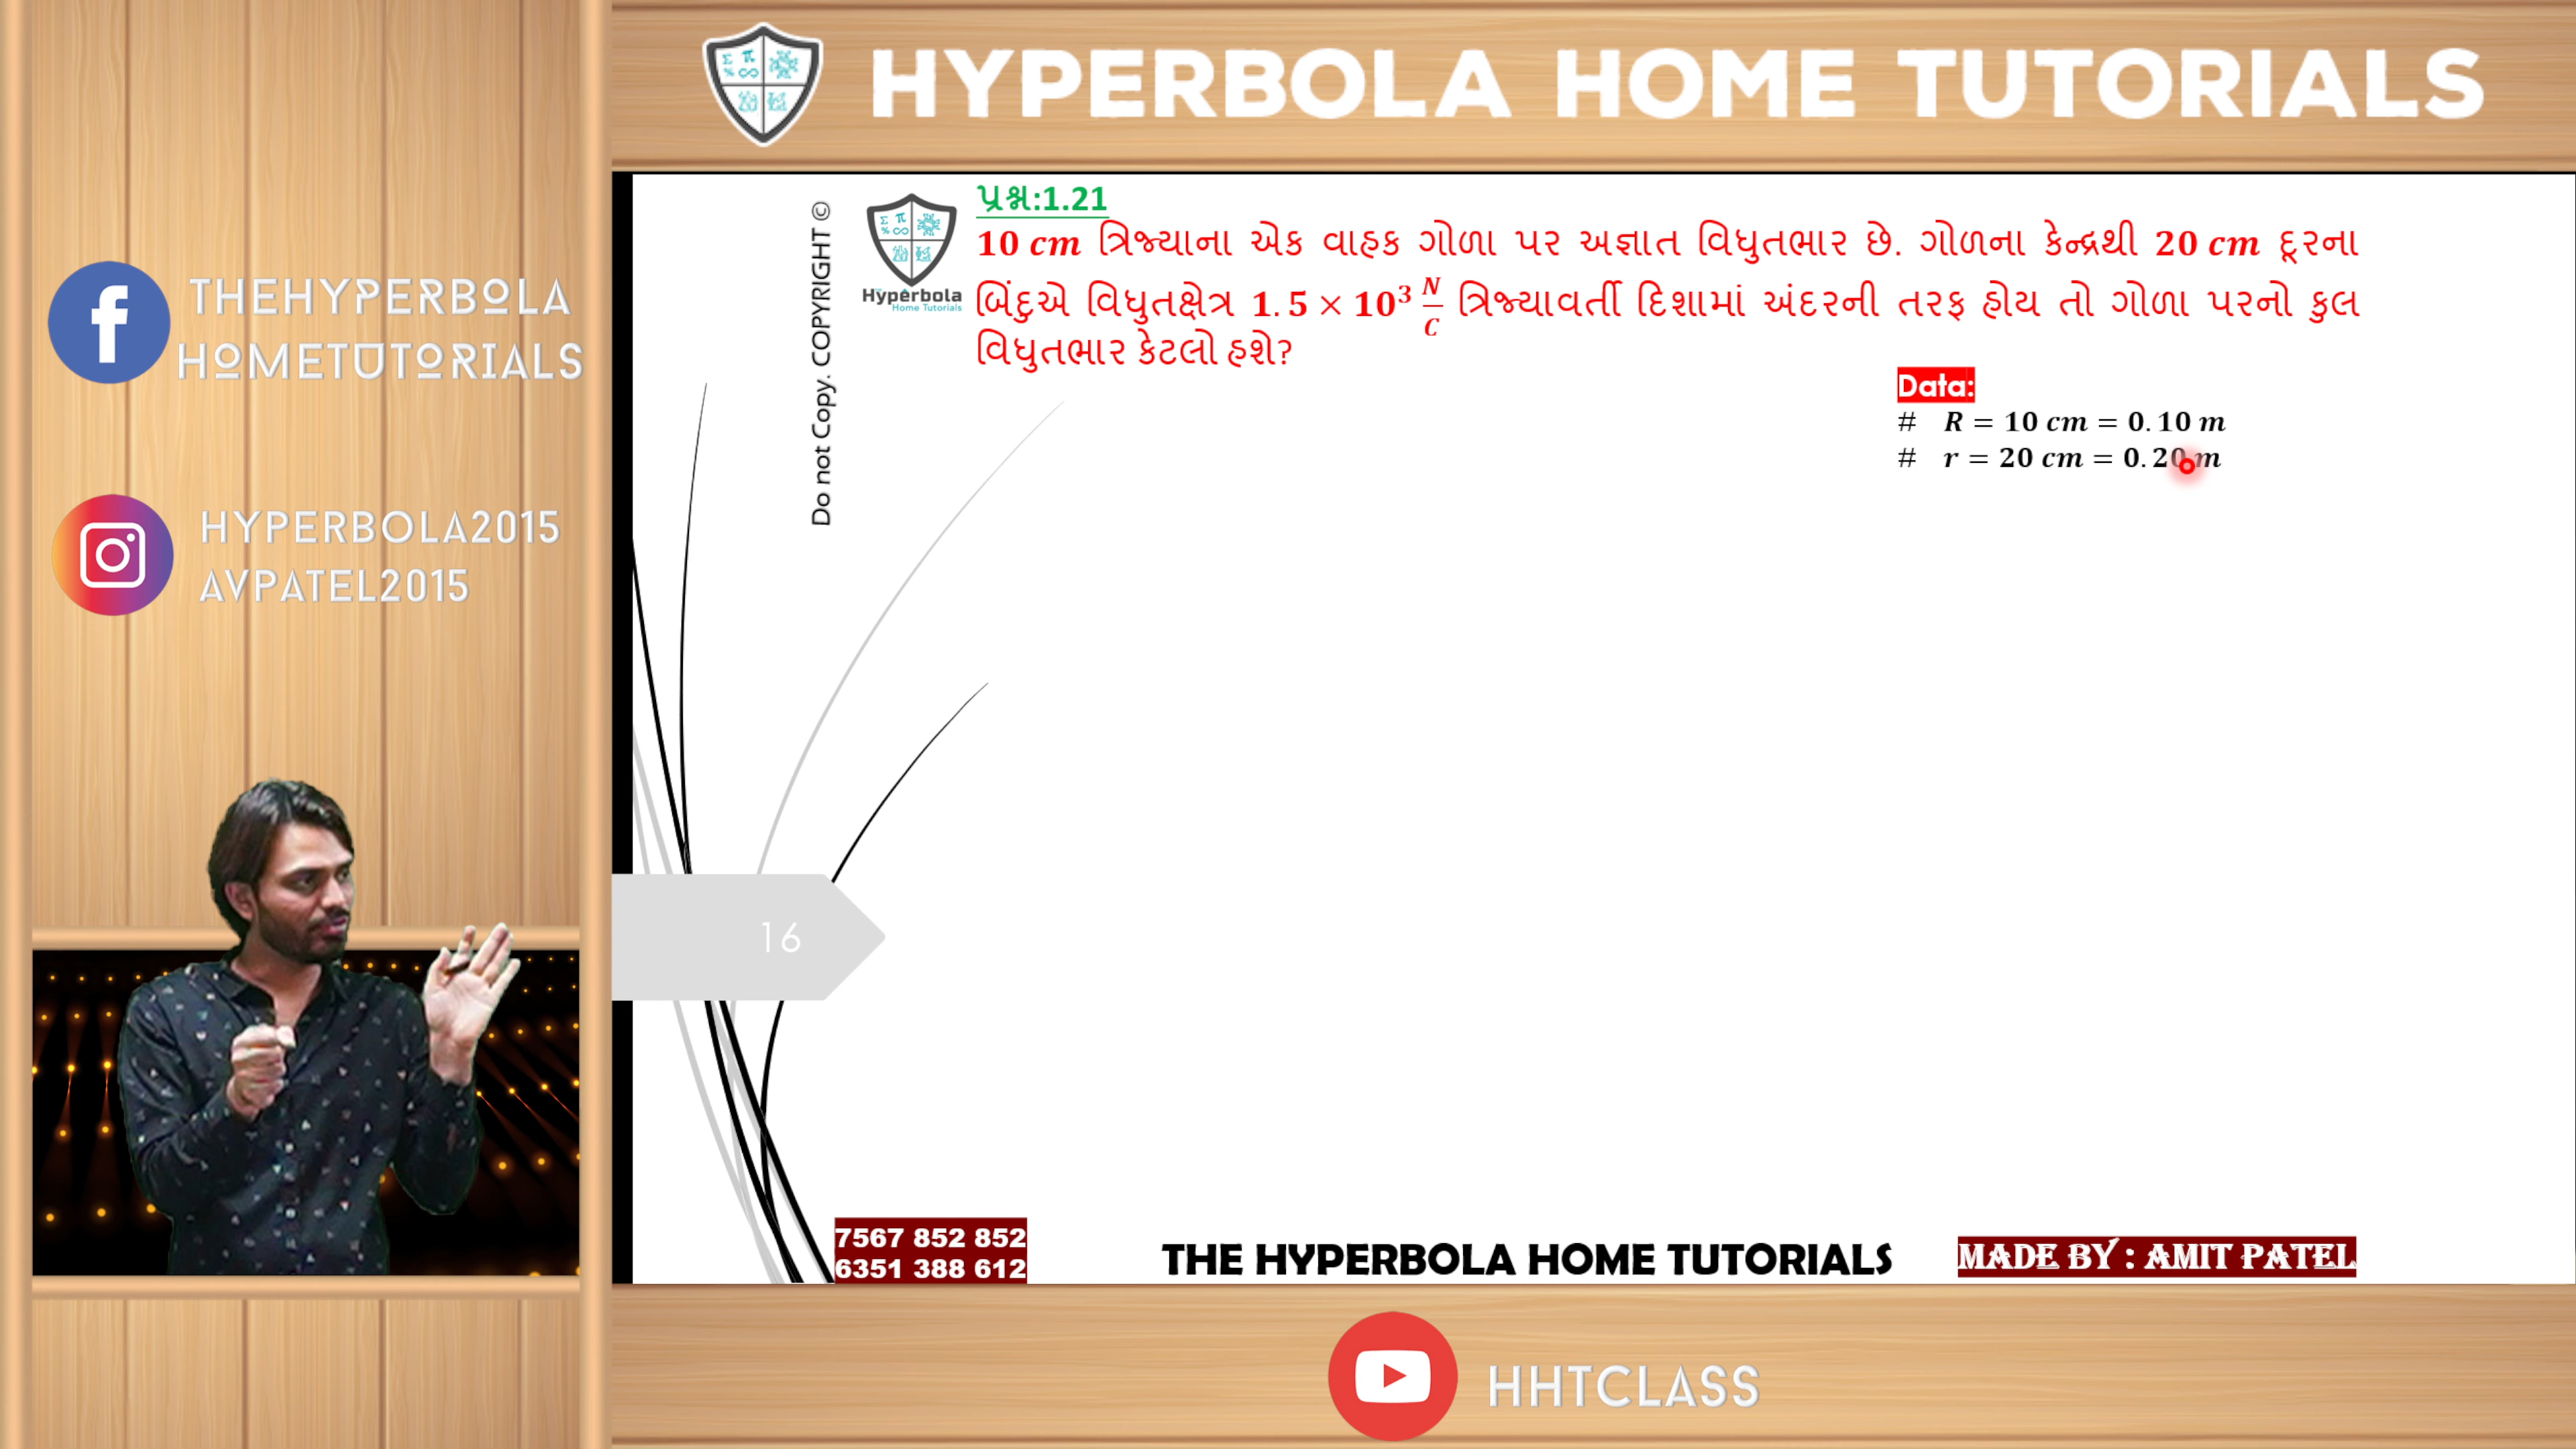 HYPERBOLA HOME TUTORIALS
THEHYPERBOLA
HOMETUTORIALS
HYPERBOLA2015
AVPATEL2015
Do not Copy. COPYRIGHT ©
Hyperbola
Home Tutorials
પ્રશ્ન:1.21
10 cm ત્રિજ્યાના એક વાહક ગોળા પર અજ્ઞાત વિધુતભાર છે. ગોળના કેન્દ્રથી 20 cm દૂરના
બિંદુએ વિધુતક્ષેત્ર 1.5 × 10³ N/C ત્રિજ્યાવર્તી દિશામાં અંદરની તરફ હોય તો ગોળા પરનો કુલ
વિધુતભાર કેટલો હશે?
Data:
# R = 10 cm = 0.10 m
# r = 20 cm = 0.20 m
16
7567 852 852
6351 388 612
THE HYPERBOLA HOME TUTORIALS
MADE BY : AMIT PATEL
HHTCLASS